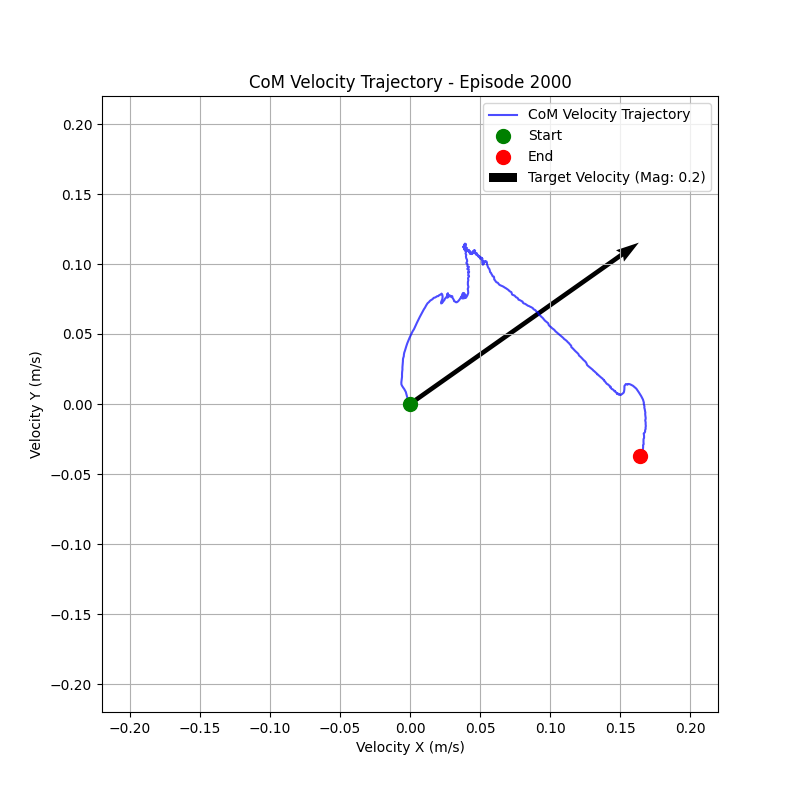 CoM Velocity Trajectory - Episode 2000
CoM Velocity Trajectory
Start
End
Target Velocity (Mag: 0.2)
0.20
0.15
0.10
0.05
0.00
−0.05
−0.10
−0.15
−0.20
Velocity Y (m/s)
−0.20 −0.15 −0.10 −0.05 0.00 0.05 0.10 0.15 0.20
Velocity X (m/s)